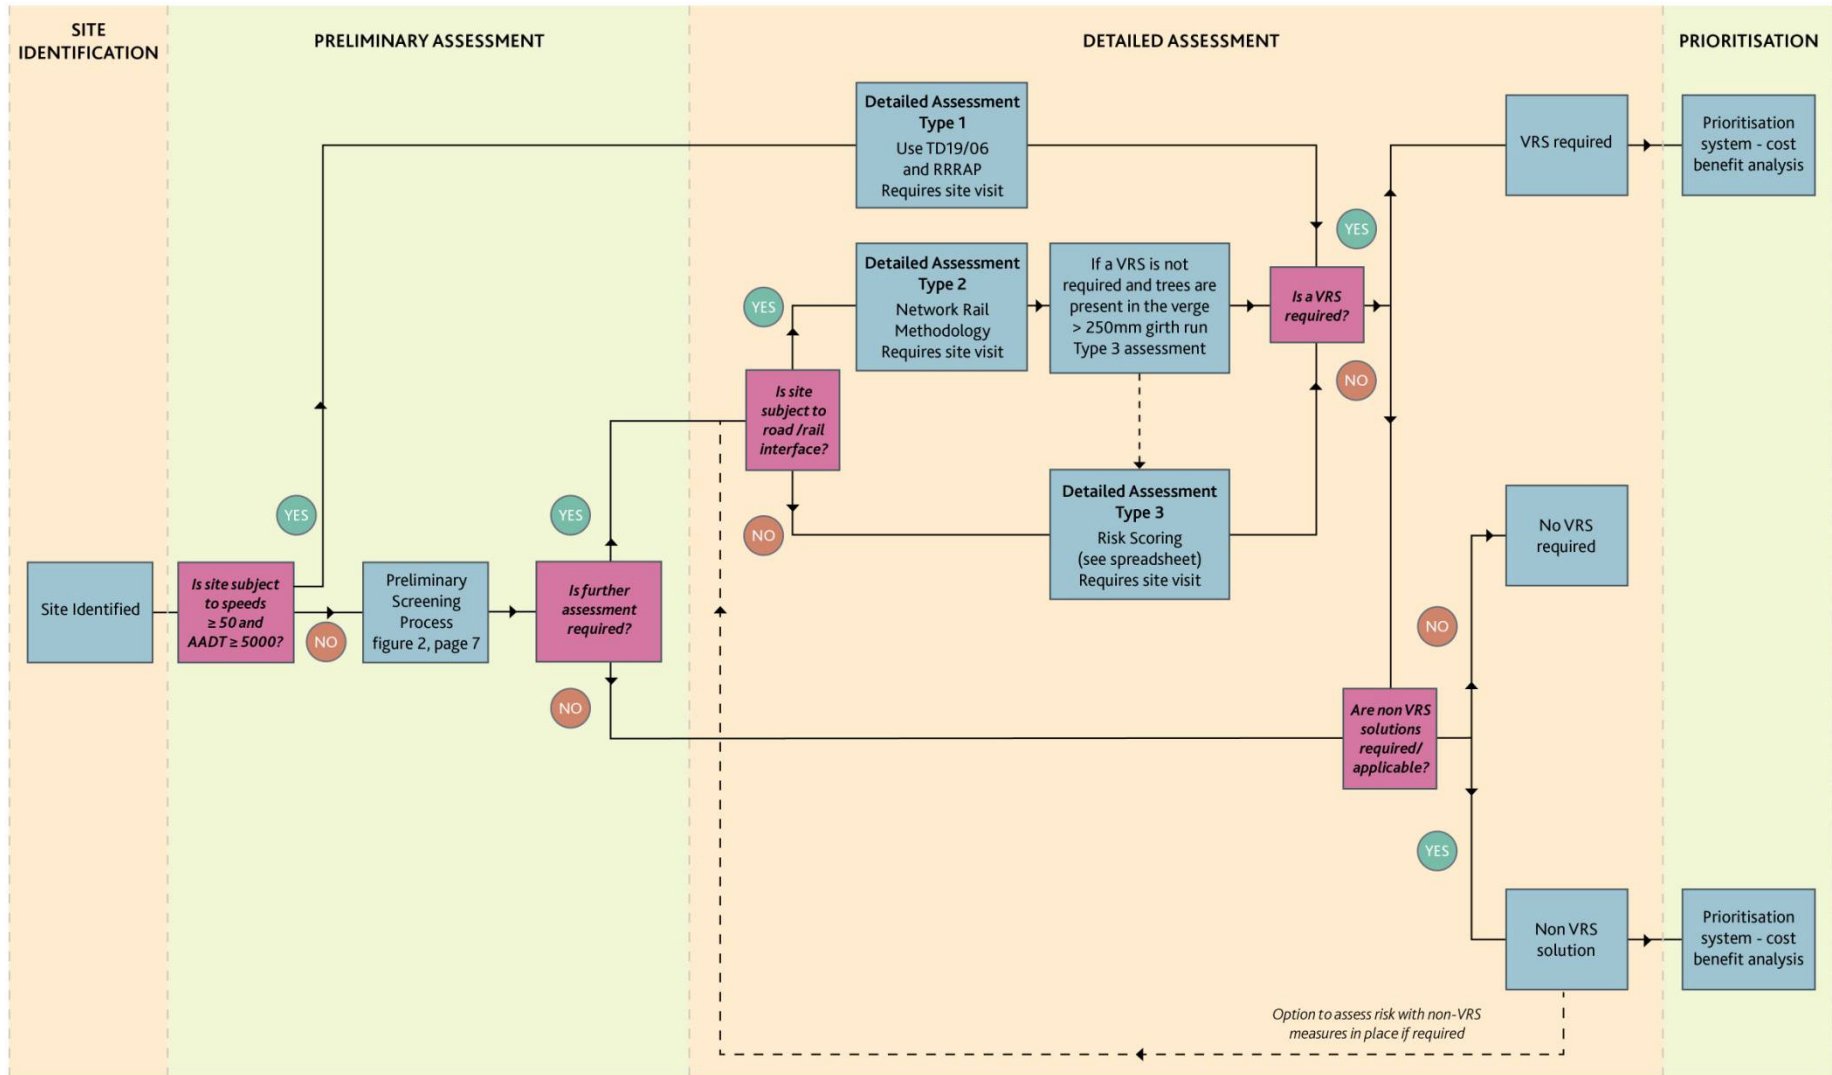 SITE
IDENTIFICATION
PRELIMINARY ASSESSMENT
DETAILED ASSESSMENT
PRIORITISATION
Site Identified
Is site subject
to speeds
≥ 50 and
AADT ≥ 5000?
YES
NO
Preliminary
Screening
Process
figure 2, page 7
Is further
assessment
required?
YES
NO
Detailed Assessment
Type 1
Use TD19/06
and RRRAP
Requires site visit
Is site
subject to
road /rail
interface?
YES
NO
Detailed Assessment
Type 2
Network Rail
Methodology
Requires site visit
If a VRS is not
required and trees are
present in the verge
> 250mm girth run
Type 3 assessment
Detailed Assessment
Type 3
Risk Scoring
(see spreadsheet)
Requires site visit
Is a VRS
required?
YES
NO
VRS required
Prioritisation
system - cost
benefit analysis
Are non VRS
solutions
required/
applicable?
NO
YES
No VRS
required
Non VRS
solution
Prioritisation
system - cost
benefit analysis
Option to assess risk with non-VRS
measures in place if required